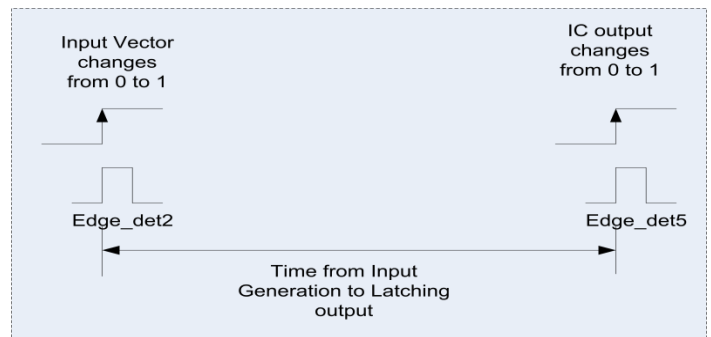 Input Vector
changes
from 0 to 1
IC output
changes
from 0 to 1
Edge_det2
Edge_det5
Time from Input
Generation to Latching
output